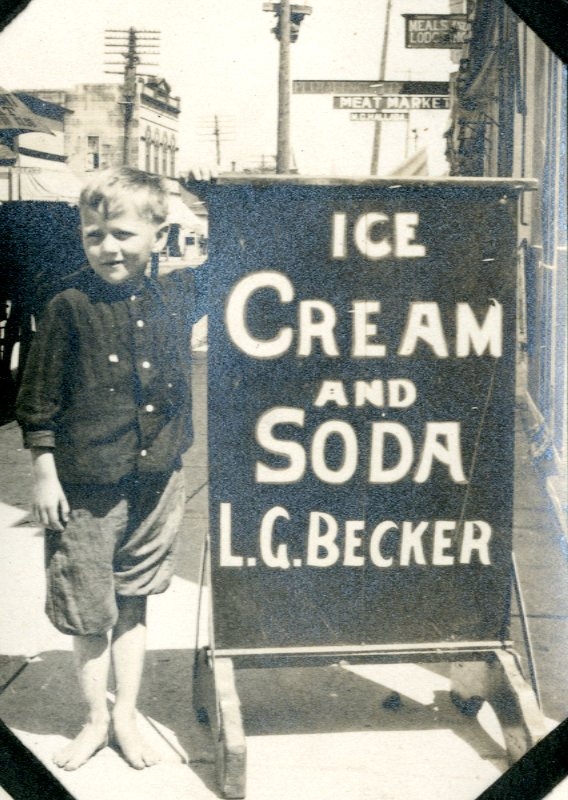 MEALS
LODGING
MEAT MARKET
ICE
CREAM
AND
SODA
L.G. BECKER